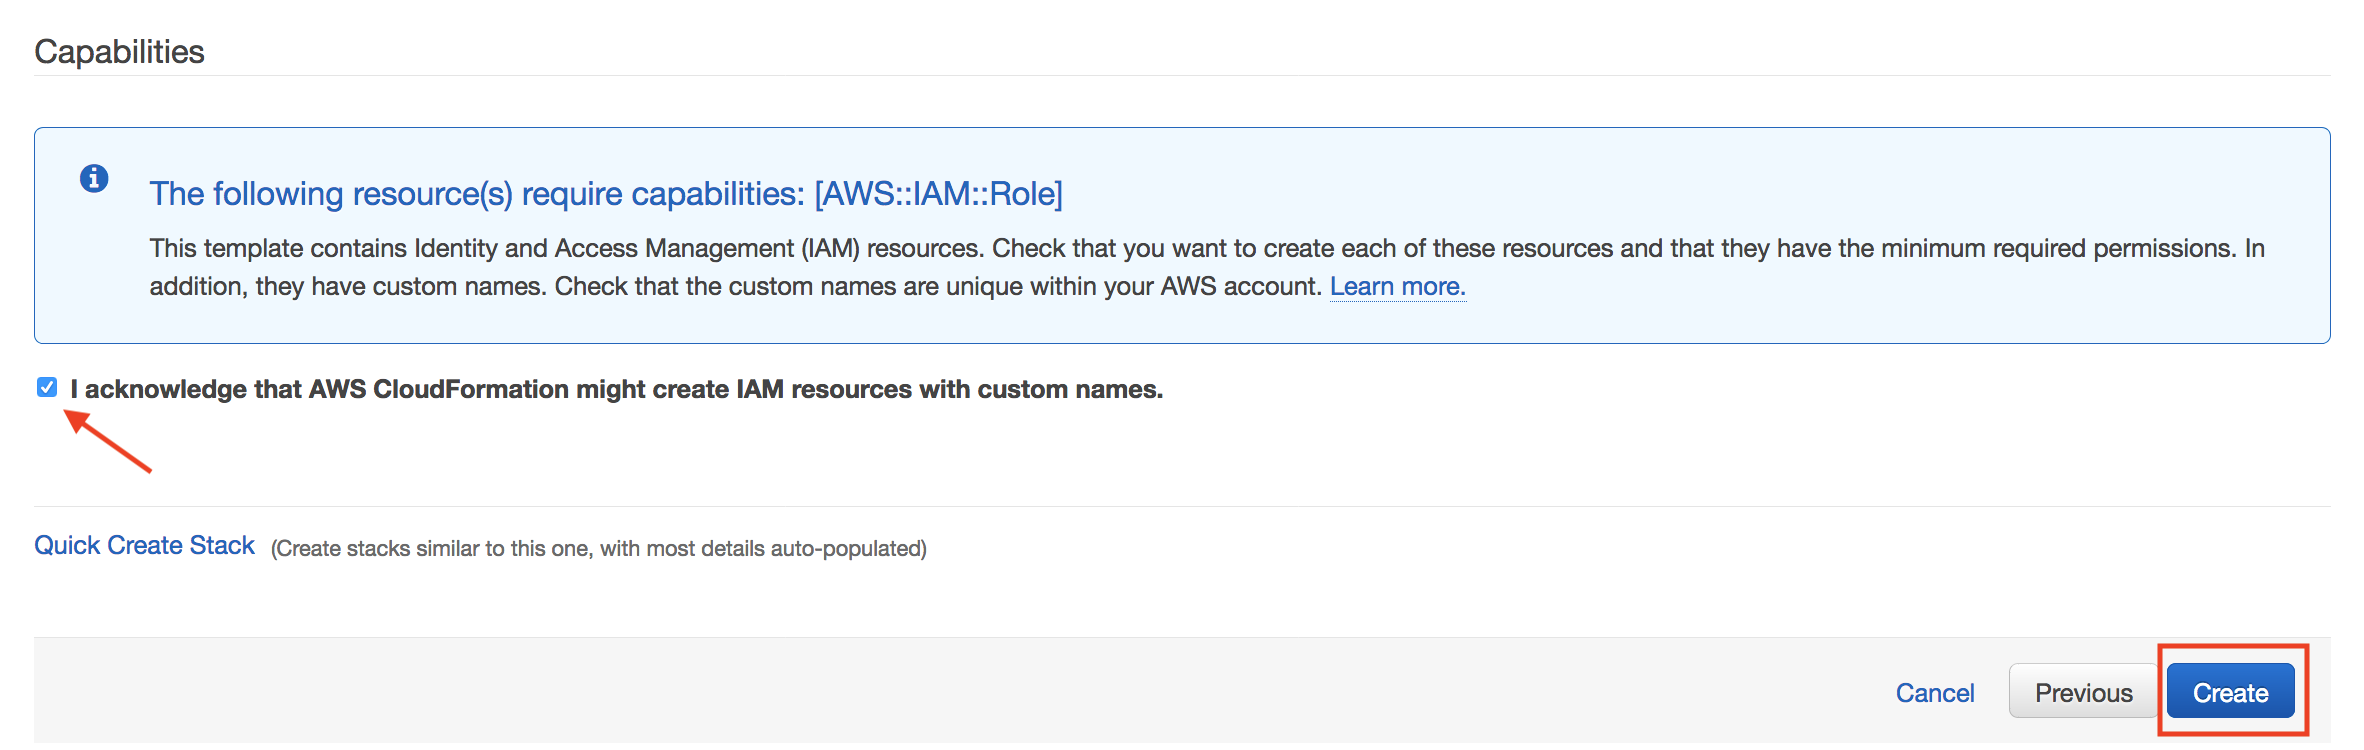 Capabilities
The following resource(s) require capabilities: [AWS::IAM::Role]
This template contains Identity and Access Management (IAM) resources. Check that you want to create each of these resources and that they have the minimum required permissions. In
addition, they have custom names. Check that the custom names are unique within your AWS account. Learn more.
I acknowledge that AWS CloudFormation might create IAM resources with custom names.
Quick Create Stack (Create stacks similar to this one, with most details auto-populated)
Cancel Previous Create